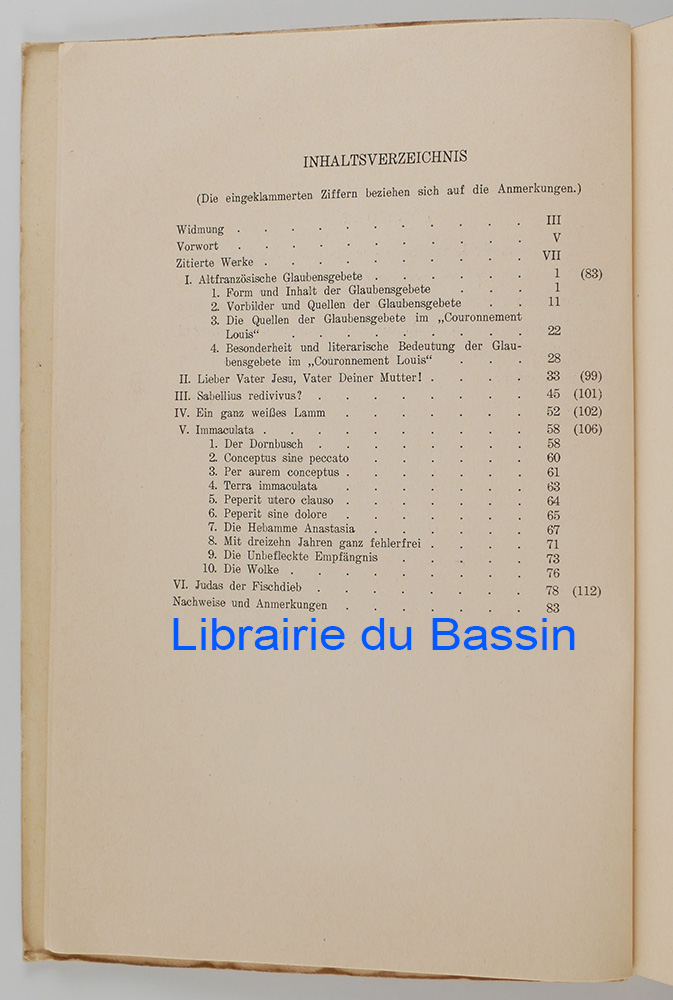 INHALTSVERZEICHNIS
(Die eingeklammerten Ziffern beziehen sich auf die Anmerkungen.)
Widmung . . . . . . . . . . . III
Vorwort . . . . . . . . . . . V
Zitierte Werke . . . . . . . . . . VII
I. Altfranzösische Glaubensgebete . . . . . . 1 (83)
1. Form und Inhalt der Glaubensgebete . . . 1
2. Vorbilder und Quellen der Glaubensgebete . . 11
3. Die Quellen der Glaubensgebete im „Couronnement
Louis“ . . . . . . . . . 22
4. Besonderheit und literarische Bedeutung der Glau-
bensgebete im „Couronnement Louis“ . . . 28
II. Lieber Vater Jesu, Vater Deiner Mutter! . . . . 33 (99)
III. Sabellius redivivus? . . . . . . . . 45 (101)
IV. Ein ganz weißes Lamm . . . . . . . 52 (102)
V. Immaculata . . . . . . . . . . 58 (106)
1. Der Dornbusch . . . . . . . . 58
2. Conceptus sine peccato . . . . . . 60
3. Per aurem conceptus . . . . . . . 61
4. Terra immaculata . . . . . . . 63
5. Peperit utero clauso . . . . . . . 64
6. Peperit sine dolore . . . . . . . 65
7. Die Hebamme Anastasia . . . . . . 67
8. Mit dreizehn Jahren ganz fehlerfrei . . . . 71
9. Die Unbefleckte Empfängnis . . . . . 73
10. Die Wolke . . . . . . . . . 76
VI. Judas der Fischdieb . . . . . . . . 78 (112)
Nachweise und Anmerkungen . . . . . . . 83
Librairie du Bassin